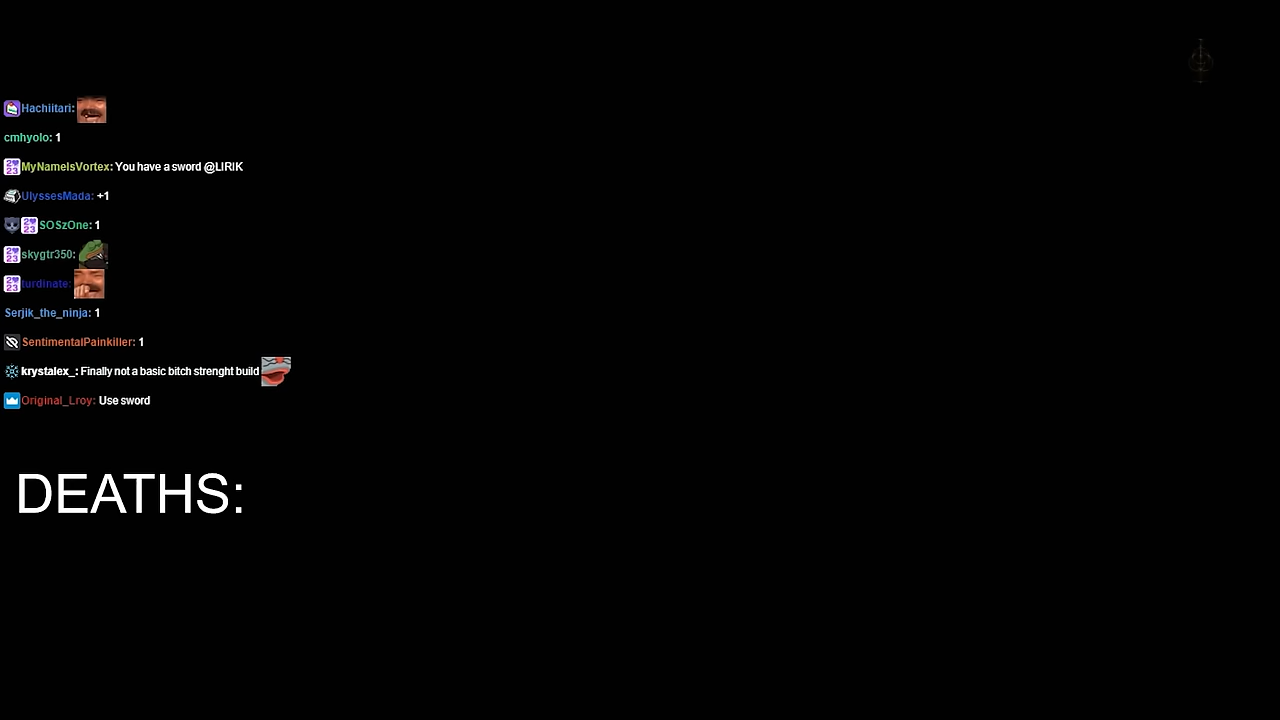 Hachiitari:
cmhyolo: 1
MyNameIsVortex: You have a sword @LIRIK
UlyssesMada: +1
SOSzOne: 1
skygtr350:
turdinate:
Serjik_the_ninja: 1
SentimentalPainkiller: 1
krystalex_: Finally not a basic bitch strenght build
Original_Lroy: Use sword
DEATHS: